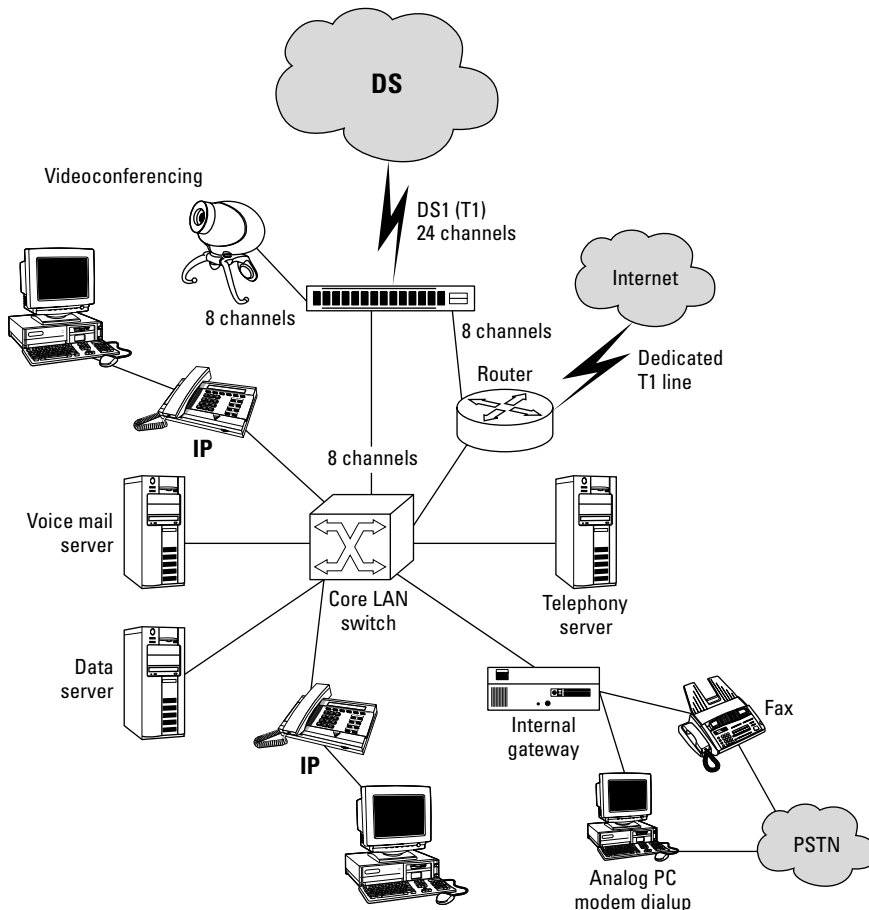 DS
Videoconferencing
DS1 (T1)
24 channels
Internet
8 channels
8 channels
Dedicated
T1 line
Router
IP
8 channels
Voice mail
server
Core LAN
switch
Telephony
server
Data
server
Internal
gateway
Fax
IP
PSTN
Analog PC
modem dialup